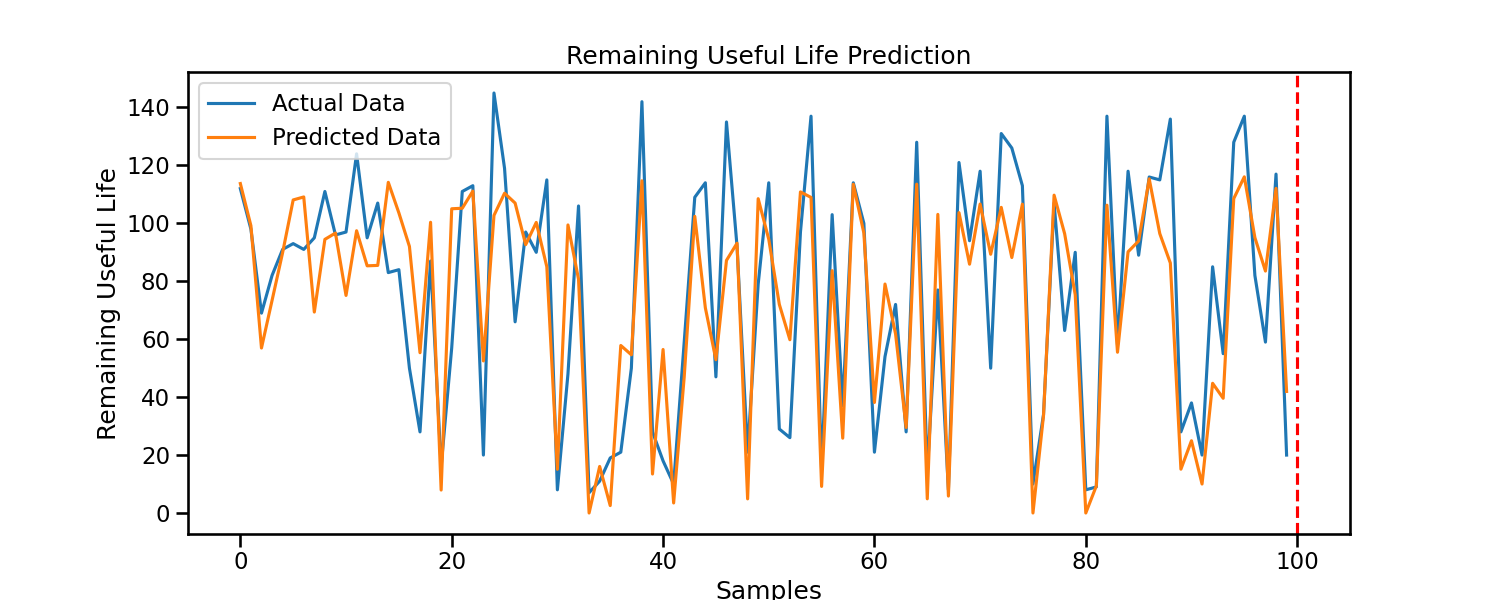 Remaining Useful Life Prediction
Actual Data
Predicted Data
Remaining Useful Life
140
120
100
80
60
40
20
0
0
20
40
60
80
100
Samples